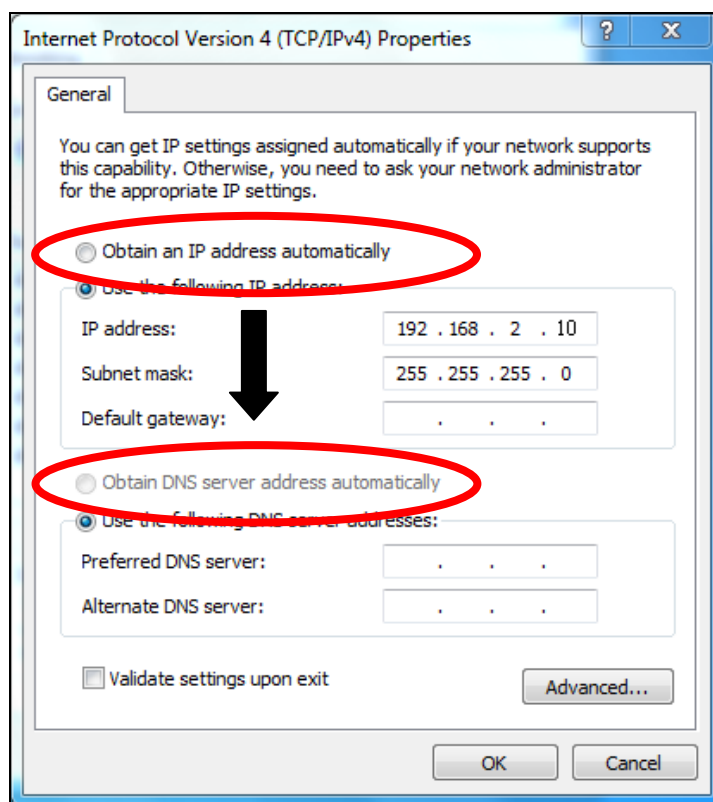 Internet Protocol Version 4 (TCP/IPv4) Properties
General
You can get IP settings assigned automatically if your network supports
this capability. Otherwise, you need to ask your network administrator
for the appropriate IP settings.
Obtain an IP address automatically
Use the following IP address:
IP address: 192 . 168 . 2 . 10
Subnet mask: 255 . 255 . 255 . 0
Default gateway: . . .
Obtain DNS server address automatically
Use the following DNS server addresses:
Preferred DNS server: . . .
Alternate DNS server: . . .
Validate settings upon exit
Advanced...
OK Cancel